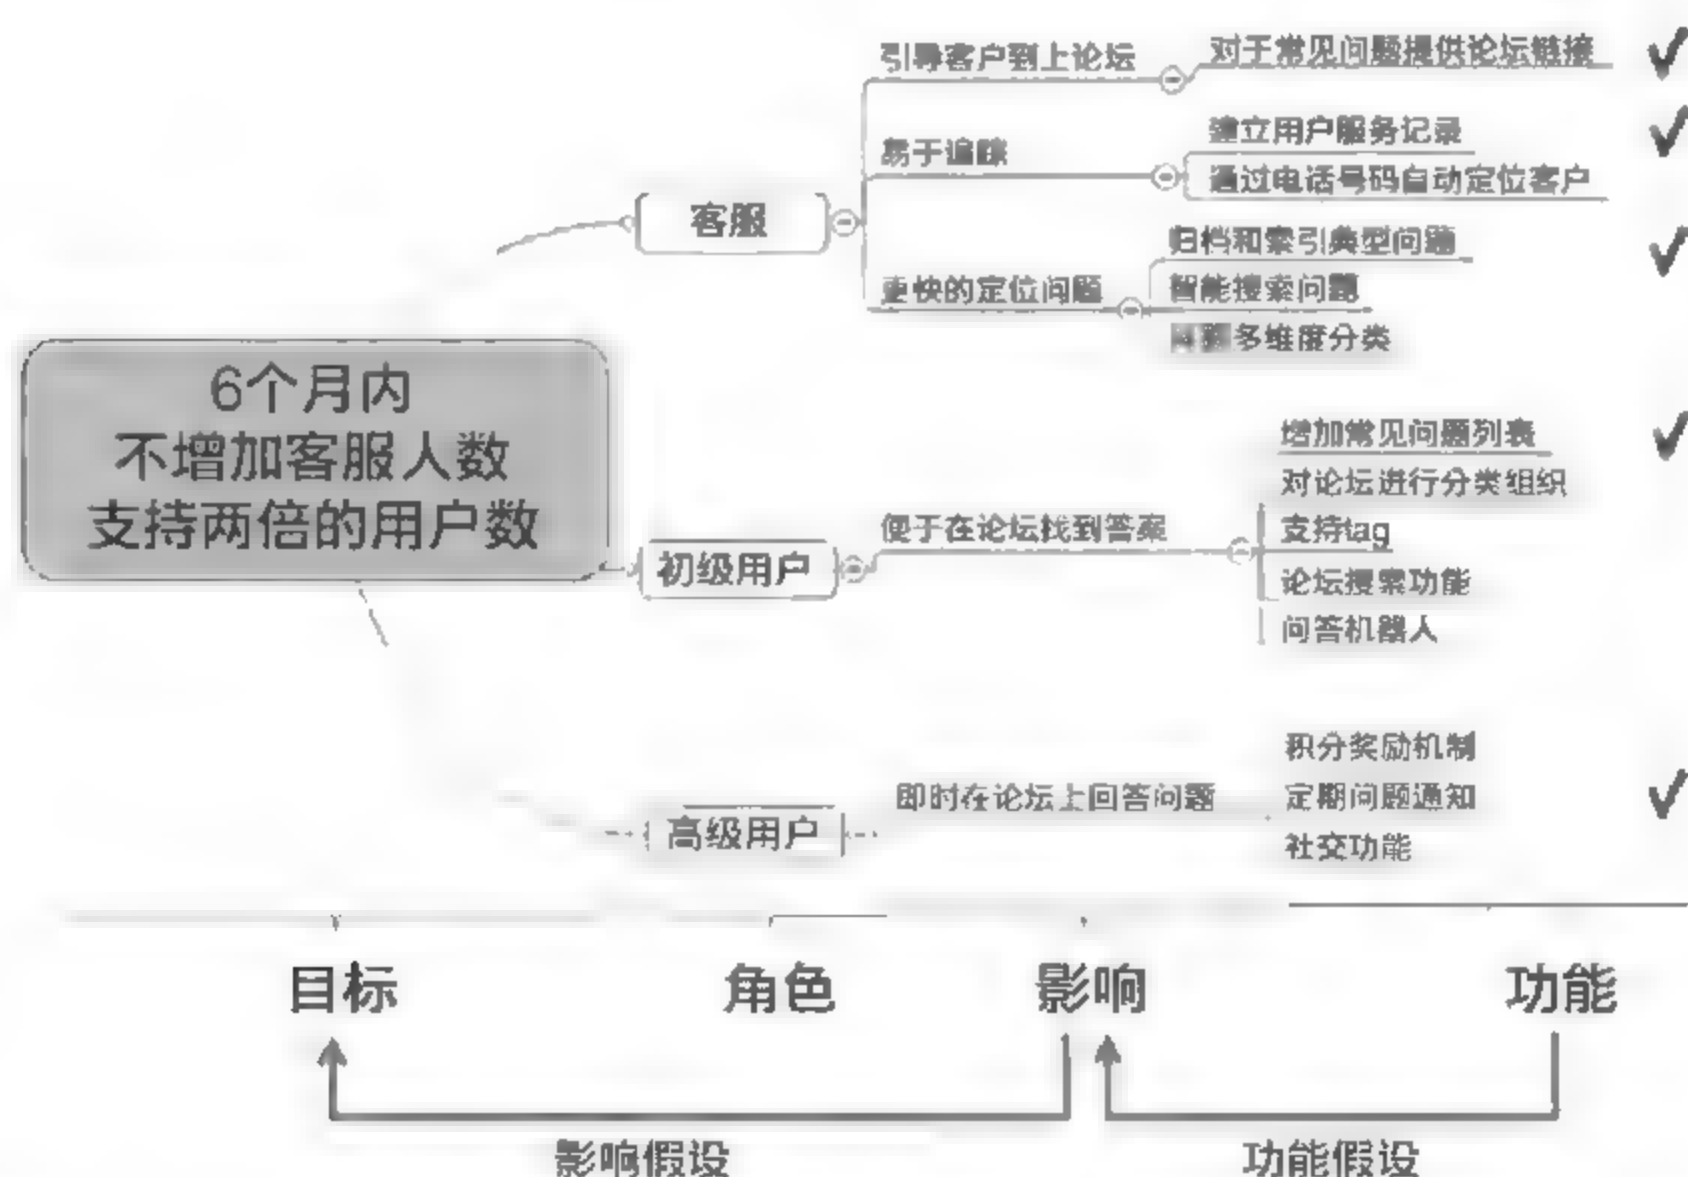 引导客户到上论坛
对于常见问题提供论坛链接
易于追踪
建立用户服务记录
通过电话号码自动定位客户
客服
归档和索引典型问题
更快的定位问题
智能搜索问题
多维度分类
6个月内
不增加客服人数
支持两倍的用户数
增加常见问题列表
对论坛进行分类组织
便于在论坛找到答案
支持tag
初级用户
论坛搜索功能
问答机器人
积分奖励机制
即时在论坛上回答问题
定期问题通知
高级用户
社交功能
目标
角色
影响
功能
影响假设
功能假设